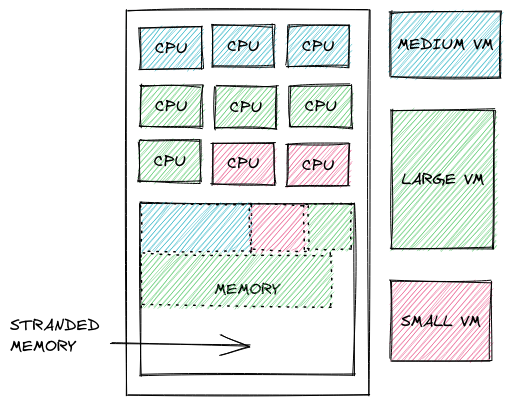 CPU CPU CPU
CPU CPU CPU
CPU CPU CPU
MEMORY
STRANDED
MEMORY
MEDIUM VM
LARGE VM
SMALL VM